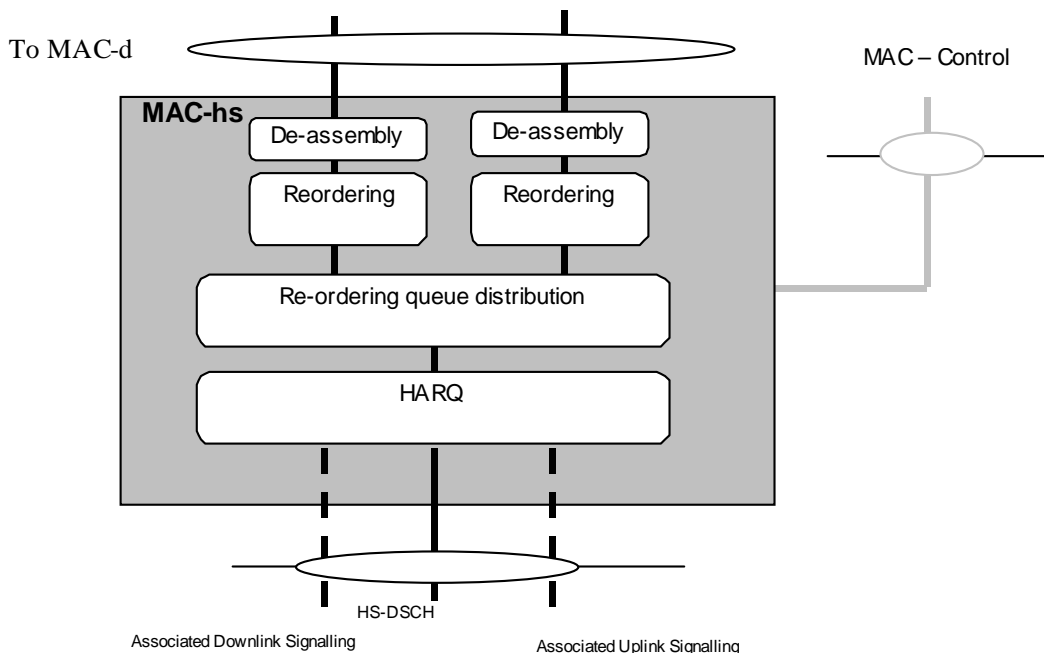 To MAC-d
MAC – Control
MAC-hs
De-assembly
De-assembly
Reordering
Reordering
Re-ordering queue distribution
HARQ
HS-DSCH
Associated Downlink Signalling
Associated Uplink Signalling